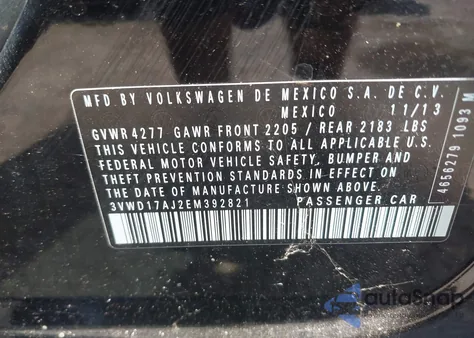 MFD BY VOLKSWAGEN DE MEXICO S.A. DE C.V.
MEXICO 11/13
GVWR 4277 GAWR FRONT 2205 / REAR 2183 LBS
THIS VEHICLE CONFORMS TO ALL APPLICABLE U.S.
FEDERAL MOTOR VEHICLE SAFETY, BUMPER AND
THEFT PREVENTION STANDARDS IN EFFECT ON
THE DATE OF MANUFACTURE SHOWN ABOVE.
3VWD17AJ2EM392821 PASSENGER CAR
4656279 1093 M
autoSnap